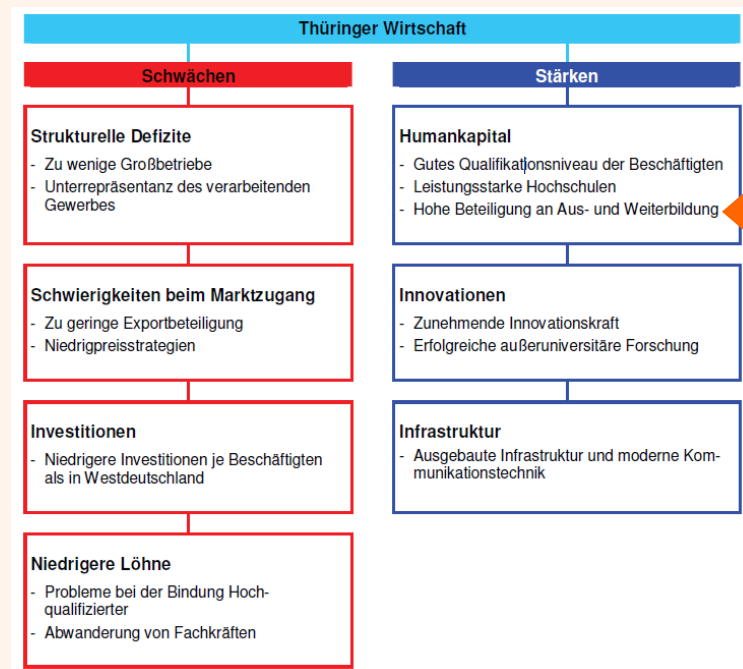 Thüringer Wirtschaft
Schwächen
Strukturelle Defizite
- Zu wenige Großbetriebe
- Unterrepräsentanz des verarbeitenden
Gewerbes
Schwierigkeiten beim Marktzugang
- Zu geringe Exportbeteiligung
- Niedrigpreisstrategien
Investitionen
- Niedrigere Investitionen je Beschäftigten
als in Westdeutschland
Niedrigere Löhne
- Probleme bei der Bindung Hoch-
qualifizierter
- Abwanderung von Fachkräften
Stärken
Humankapital
- Gutes Qualifikationsniveau der Beschäftigten
- Leistungsstarke Hochschulen
- Hohe Beteiligung an Aus- und Weiterbildung
Innovationen
- Zunehmende Innovationskraft
- Erfolgreiche außeruniversitäre Forschung
Infrastruktur
- Ausgebaute Infrastruktur und moderne Kom-
munikationstechnik